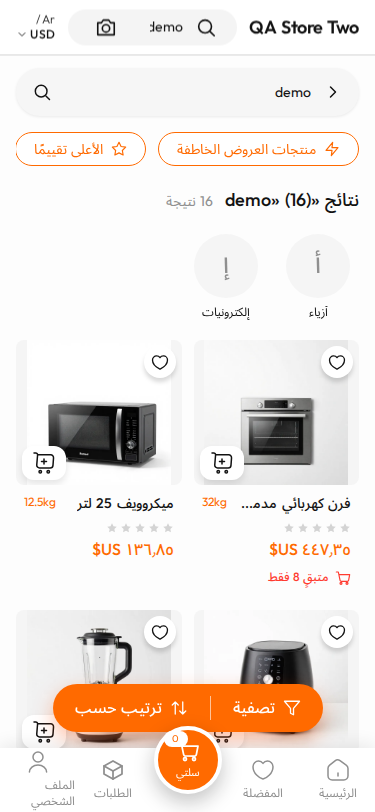 QA Store Two
demo
Ar /
USD
demo
منتجات العروض الخاطفة
الأعلى تقييمًا
نتائج «demo» (16)
16 نتيجة
أ
إ
أزياء
إلكترونيات
فرن كهربائي مدمـ...
32kg
ميكروويف 25 لتر
12.5kg
٤٤٧٫٣٥ US$
١٣٦٫٨٥ US$
متبقٍ 8 فقط
تصفية
ترتيب حسب
0
سلتي
الرئيسية
المفضلة
الطلبات
الملف الشخصي